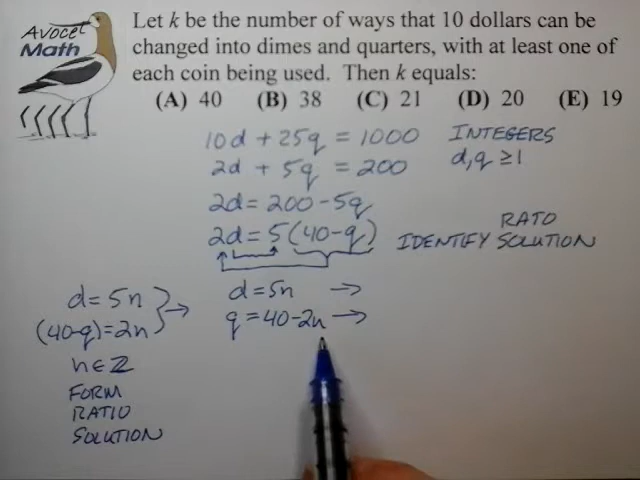 Avocet
Math
Let k be the number of ways that 10 dollars can be
changed into dimes and quarters, with at least one of
each coin being used. Then k equals:
(A) 40 (B) 38 (C) 21 (D) 20 (E) 19
10d + 25q = 1000 INTEGERS
2d + 5q = 200 d, q ≥ 1
2d = 200 - 5q
2d = 5(40-q) RATO
IDENTIFY SOLUTION
d = 5n →
q = 40 - 2n →
d = 5n
(40-q) = 2n
n ∈ ℤ
FORM
RATIO
SOLUTION